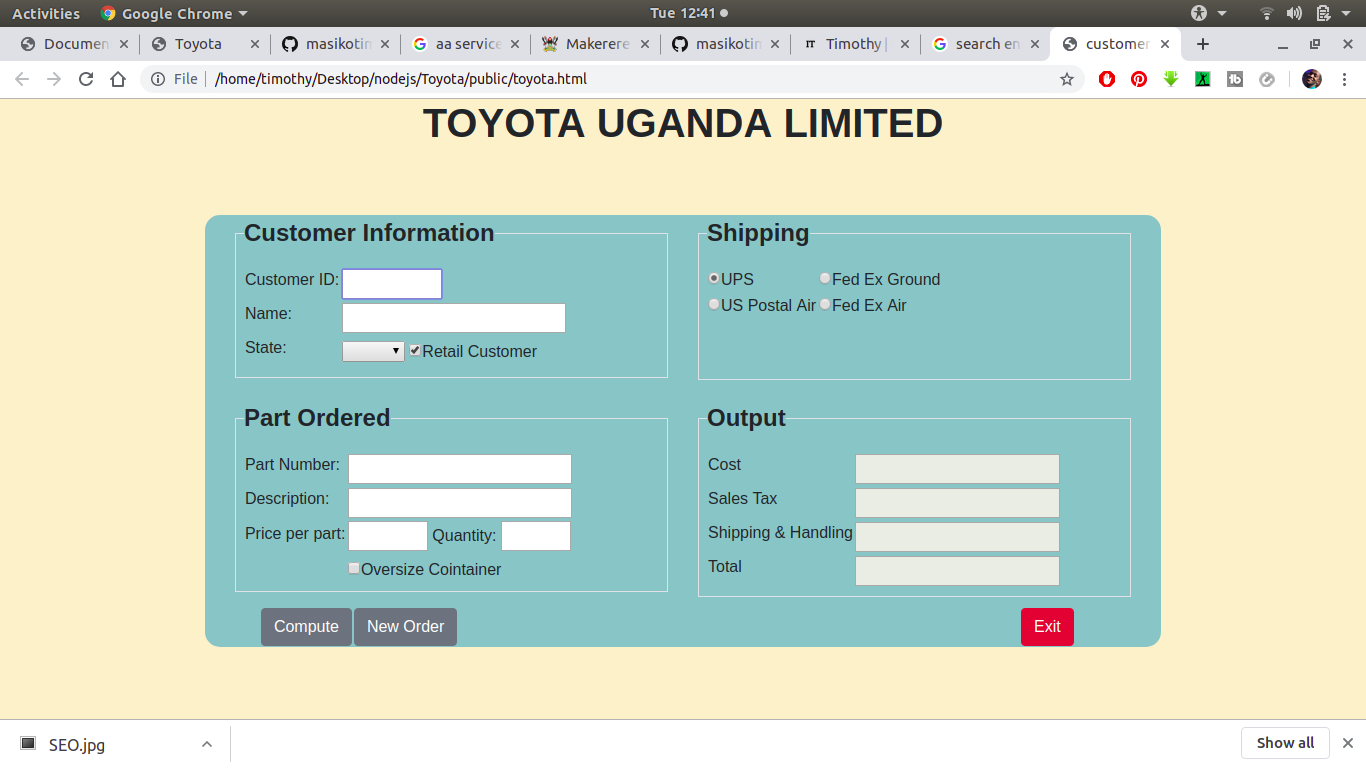 Activities Google Chrome Tue 12:41
Documen Toyota masikotin aa service Makerere masikotin IT Timothy | search en customer
File /home/timothy/Desktop/nodejs/Toyota/public/toyota.html
TOYOTA UGANDA LIMITED
Customer Information
Customer ID:
Name:
State: Retail Customer
Shipping
UPS Fed Ex Ground
US Postal Air Fed Ex Air
Part Ordered
Part Number:
Description:
Price per part: Quantity:
Oversize Cointainer
Output
Cost
Sales Tax
Shipping & Handling
Total
Compute New Order Exit
SEO.jpg Show all